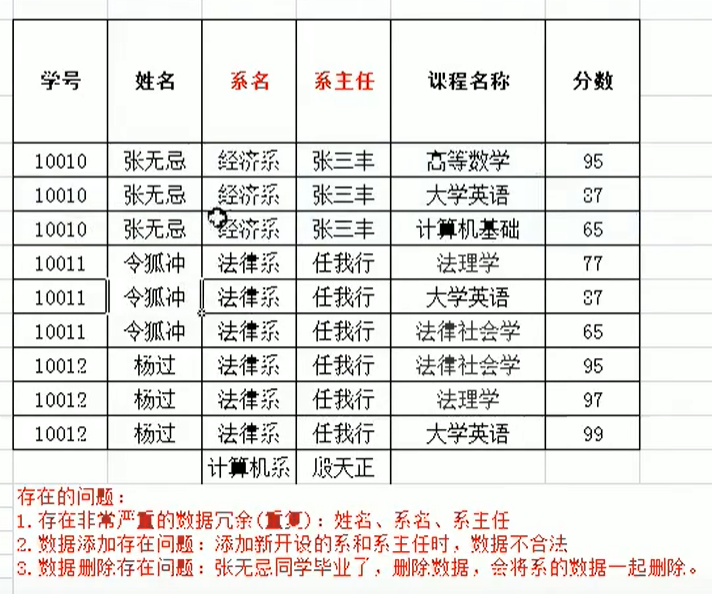 学号 姓名 系名 系主任 课程名称 分数
10010 张无忌 经济系 张三丰 高等数学 95
10010 张无忌 经济系 张三丰 大学英语 87
10010 张无忌 经济系 张三丰 计算机基础 65
10011 令狐冲 法律系 任我行 法理学 77
10011 令狐冲 法律系 任我行 大学英语 87
10011 令狐冲 法律系 任我行 法律社会学 65
10012 杨过 法律系 任我行 法律社会学 95
10012 杨过 法律系 任我行 法理学 97
10012 杨过 法律系 任我行 大学英语 99
计算机系 殷天正
存在的问题：
1.存在非常严重的数据冗余(重复)：姓名、系名、系主任
2.数据添加存在问题：添加新开设的系和系主任时，数据不合法
3.数据删除存在问题：张无忌同学毕业了，删除数据，会将系的数据一起删除。